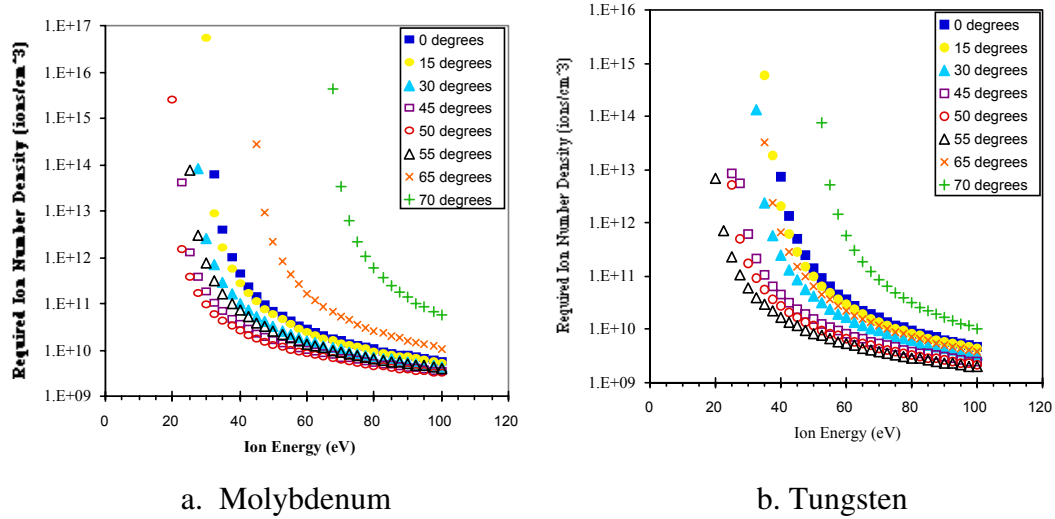 Required Ion Number Density (ions/cm^3)
1.E+17
1.E+16
1.E+15
1.E+14
1.E+13
1.E+12
1.E+11
1.E+10
1.E+09
0 20 40 60 80 100 120
Ion Energy (eV)
0 degrees
15 degrees
30 degrees
45 degrees
50 degrees
55 degrees
65 degrees
70 degrees
a. Molybdenum
Required Ion Number Density (ions/cm^3)
1.E+16
1.E+15
1.E+14
1.E+13
1.E+12
1.E+11
1.E+10
1.E+09
0 20 40 60 80 100 120
Ion Energy (eV)
0 degrees
15 degrees
30 degrees
45 degrees
50 degrees
55 degrees
65 degrees
70 degrees
b. Tungsten